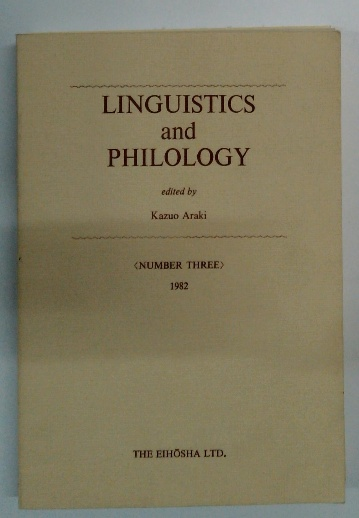 LINGUISTICS
and
PHILOLOGY
edited by
Kazuo Araki
〈NUMBER THREE〉
1982
THE EIHŌSHA LTD.